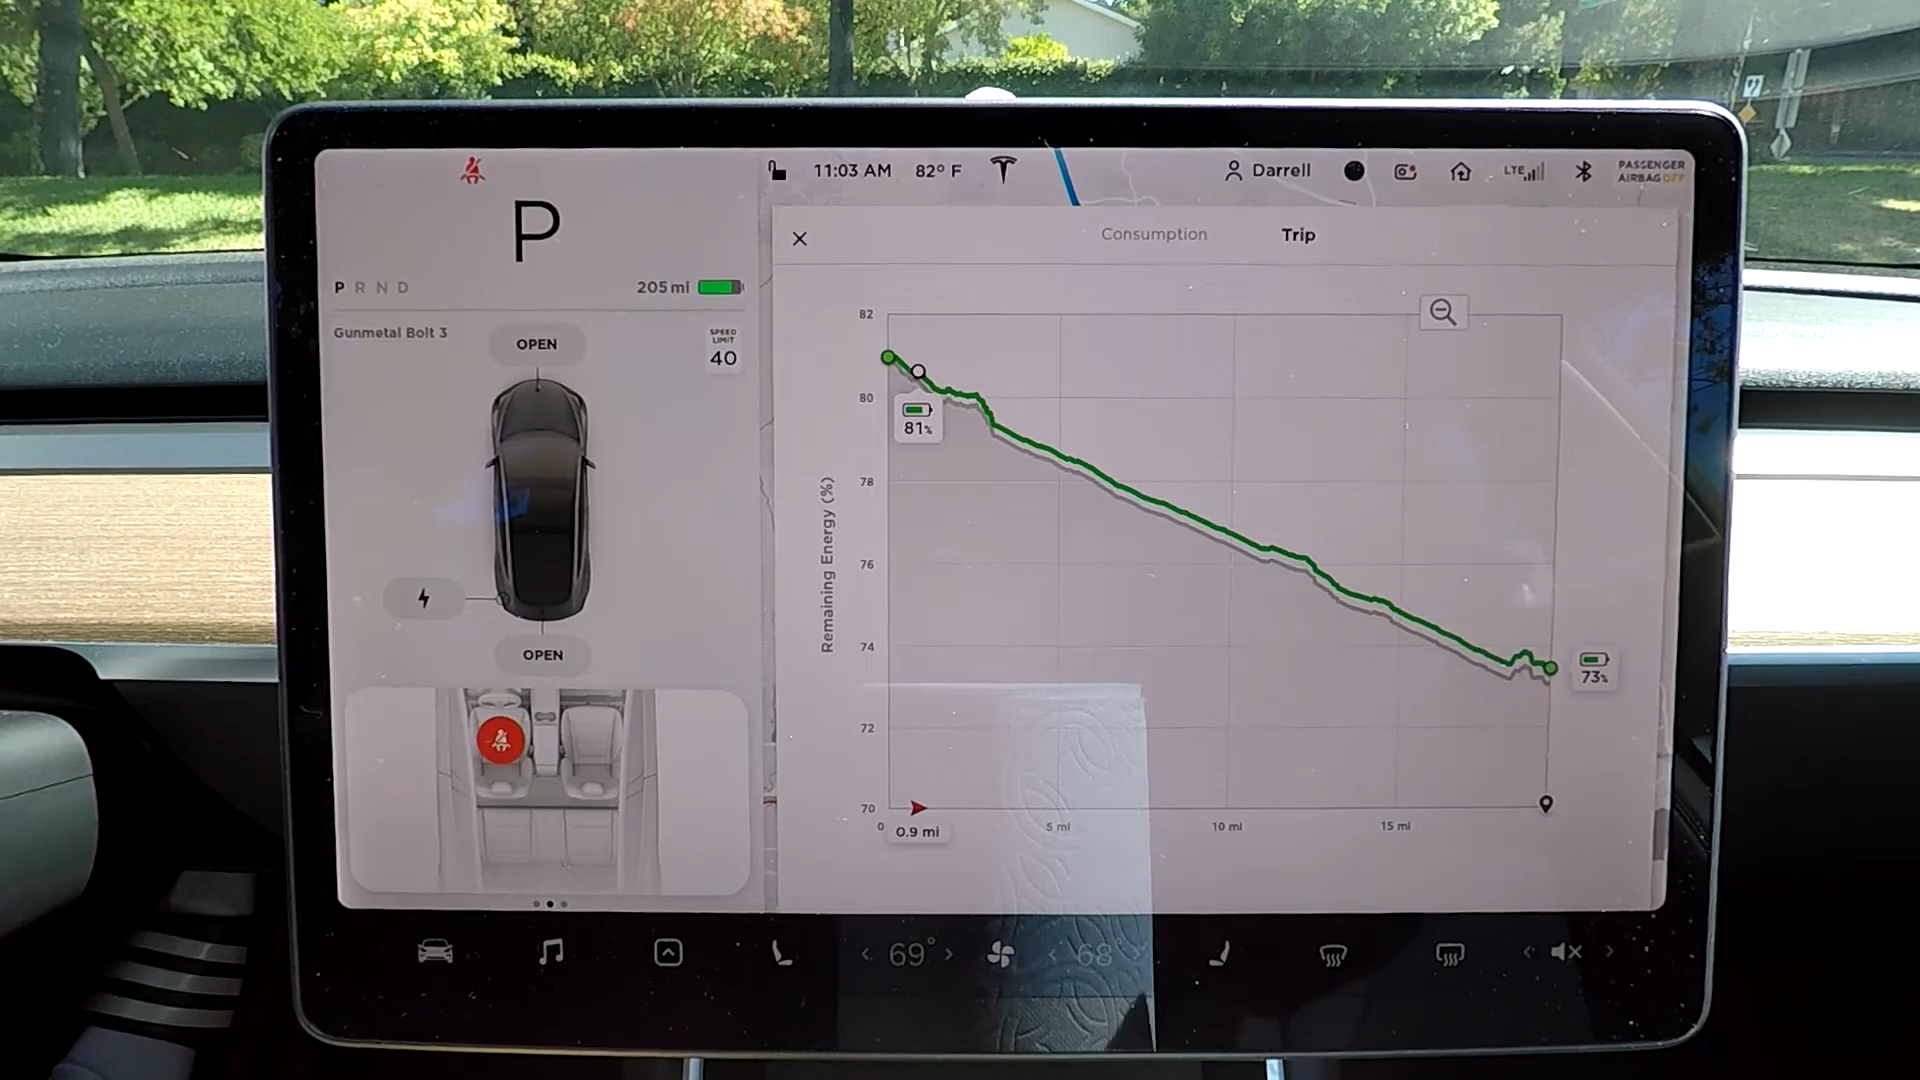 11:03 AM 82° F
Darrell
LTE
PASSENGER
AIRBAG OFF
P
P R N D
205 mi
Gunmetal Bolt 3
SPEED
LIMIT
40
OPEN
OPEN
Consumption Trip
Remaining Energy (%)
82
80
78
76
74
72
70
81%
73%
0
0.9 mi
5 mi
10 mi
15 mi
< 69° >
< 68°